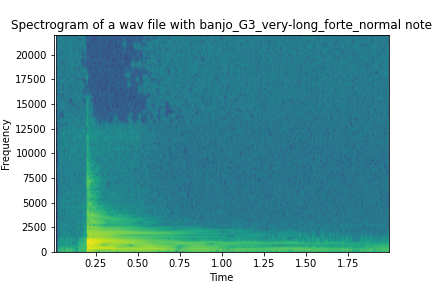 Spectrogram of a wav file with banjo_G3_very-long_forte_normal note
Frequency
20000
17500
15000
12500
10000
7500
5000
2500
0
0.25 0.50 0.75 1.00 1.25 1.50 1.75
Time